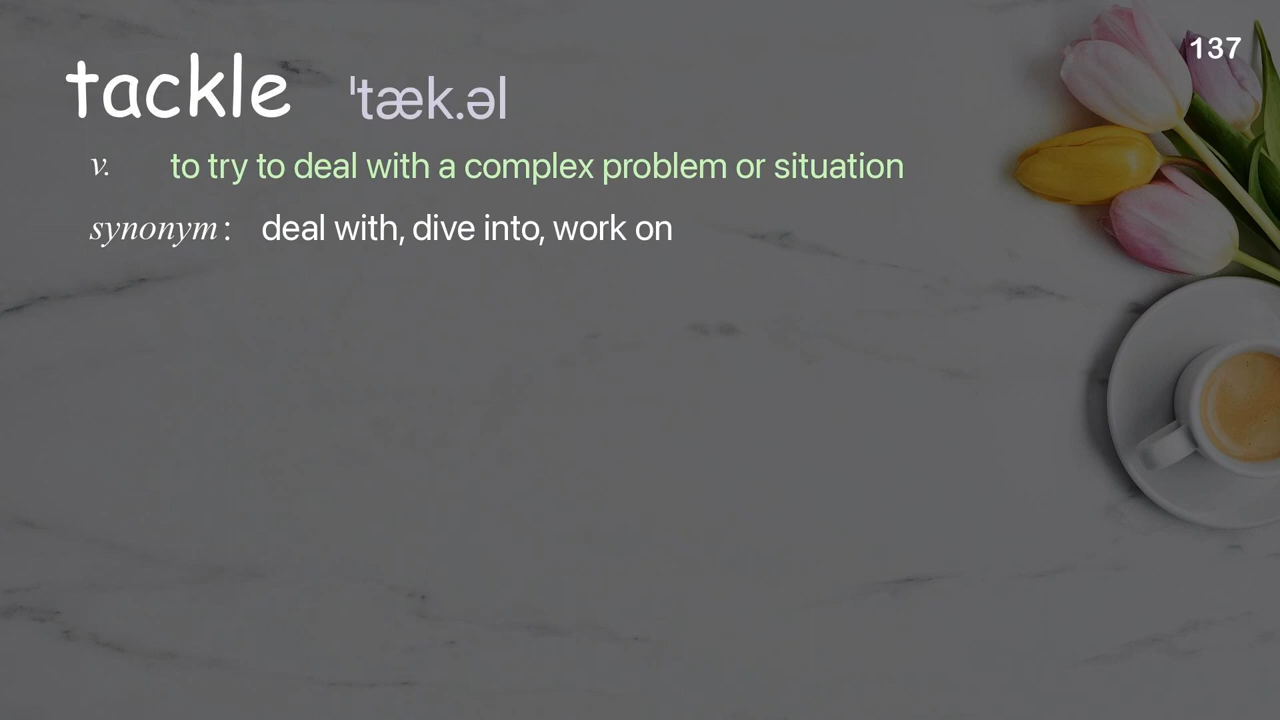 137
tackle ˈtæk.əl
v. to try to deal with a complex problem or situation
synonym: deal with, dive into, work on